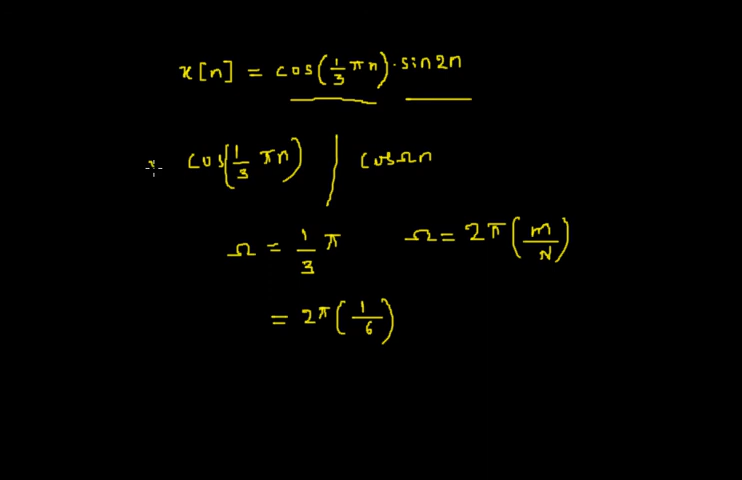 x[n] = cos(1/3 πn) · sin2n
cos(1/3 πn) | cosΩn
Ω = 1/3 π Ω = 2π(m/N)
= 2π(1/6)